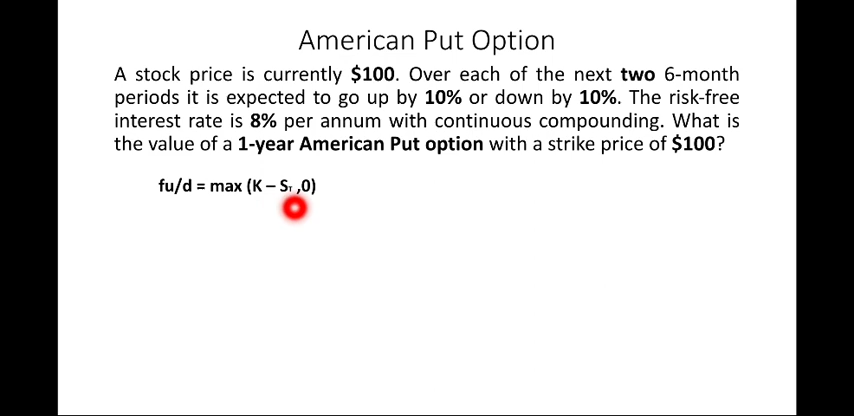 American Put Option
A stock price is currently $100. Over each of the next two 6-month
periods it is expected to go up by 10% or down by 10%. The risk-free
interest rate is 8% per annum with continuous compounding. What is
the value of a 1-year American Put option with a strike price of $100?
fu/d = max (K – Sᴛ ,0)